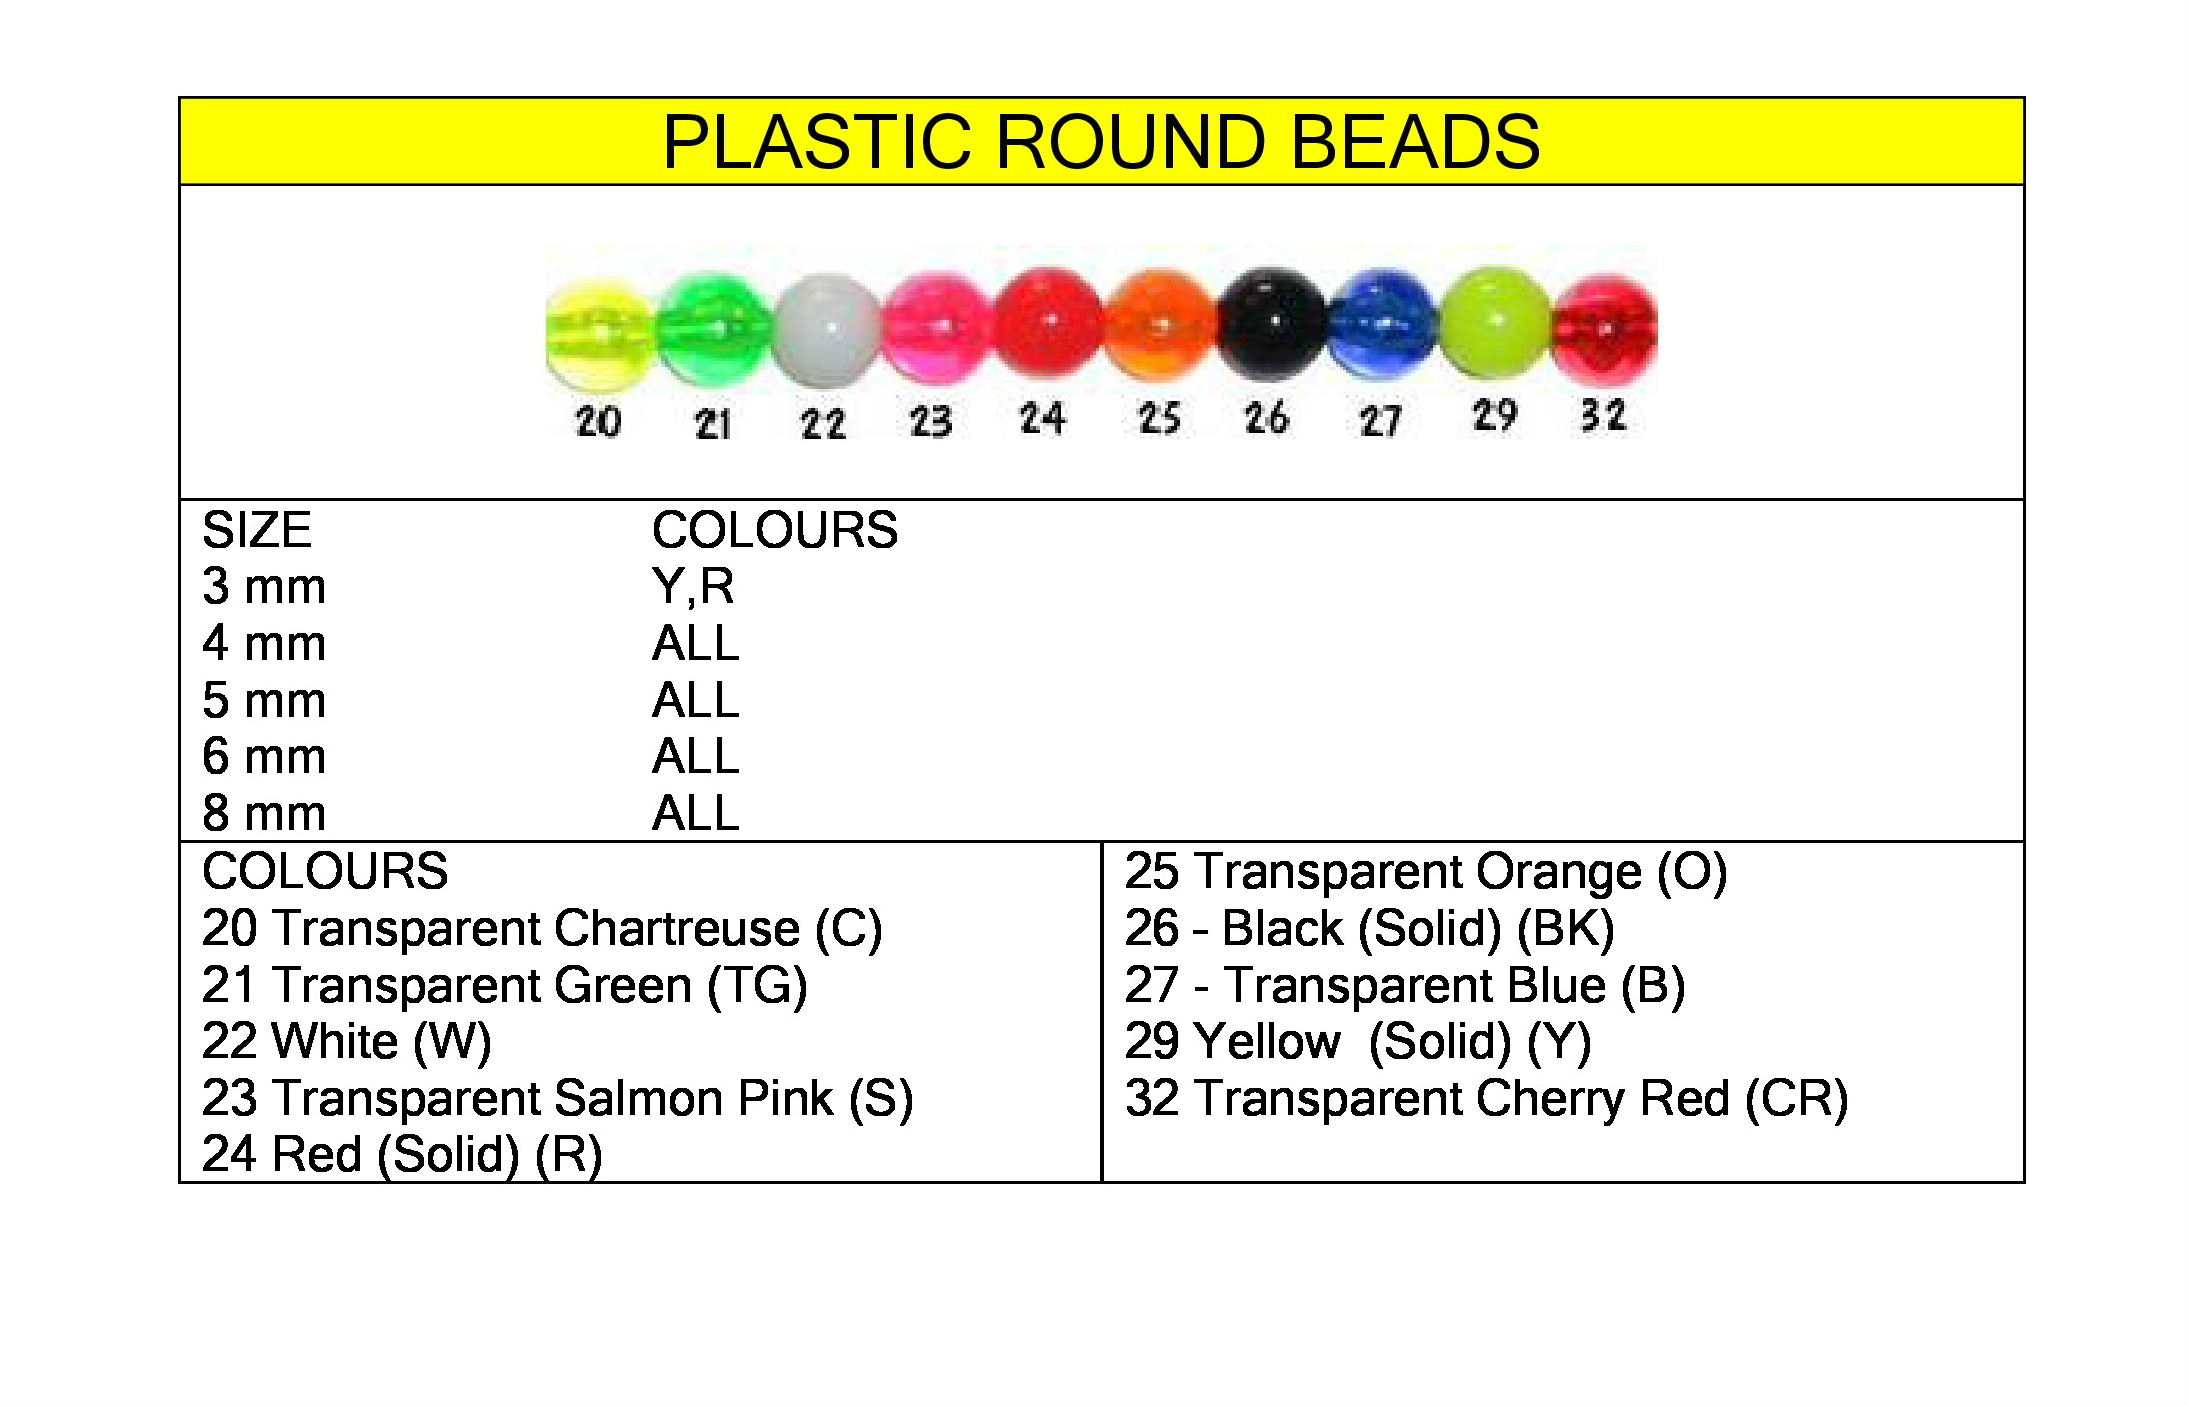 PLASTIC ROUND BEADS
20 21 22 23 24 25 26 27 29 32
SIZE COLOURS
3 mm Y,R
4 mm ALL
5 mm ALL
6 mm ALL
8 mm ALL
COLOURS
20 Transparent Chartreuse (C)
21 Transparent Green (TG)
22 White (W)
23 Transparent Salmon Pink (S)
24 Red (Solid) (R)
25 Transparent Orange (O)
26 - Black (Solid) (BK)
27 - Transparent Blue (B)
29 Yellow  (Solid) (Y)
32 Transparent Cherry Red (CR)